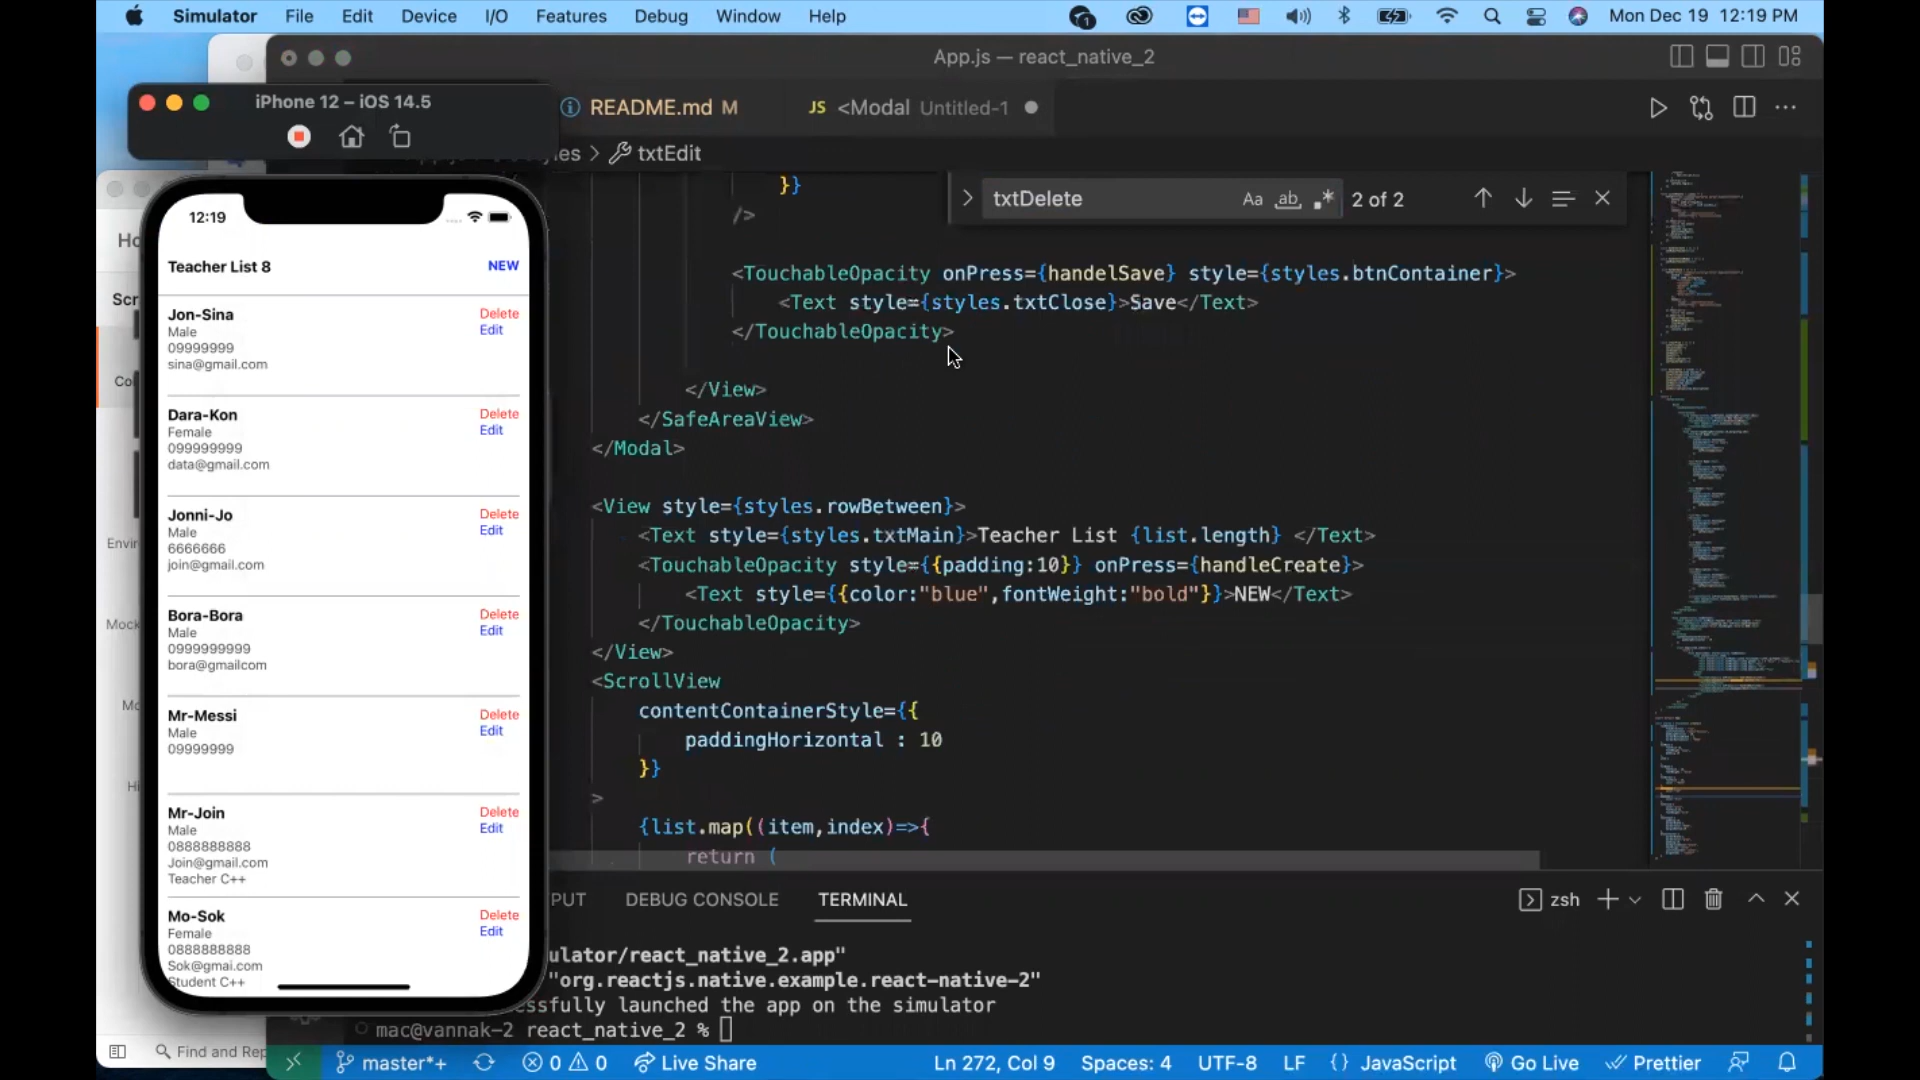 Simulator File Edit Device I/O Features Debug Window Help
Mon Dec 19 12:19 PM
App.js — react_native_2
iPhone 12 – iOS 14.5
README.md M
JS <Modal Untitled-1
> txtEdit
txtDelete Aa ab 2 of 2
12:19
Teacher List 8 NEW
Jon-Sina Delete
Male Edit
09999999
sina@gmail.com
Dara-Kon Delete
Female Edit
099999999
data@gmail.com
Jonni-Jo Delete
Male Edit
6666666
join@gmail.com
Bora-Bora Delete
Male Edit
0999999999
bora@gmailcom
Mr-Messi Delete
Male Edit
09999999
Mr-Join Delete
Male Edit
0888888888
Join@gmail.com
Teacher C++
Mo-Sok Delete
Female Edit
0888888888
Sok@gmai.com
Student C++
}}
/>
<TouchableOpacity onPress={handelSave} style={styles.btnContainer}>
<Text style={styles.txtClose}>Save</Text>
</TouchableOpacity>
</View>
</SafeAreaView>
</Modal>
<View style={styles.rowBetween}>
<Text style={styles.txtMain}>Teacher List {list.length} </Text>
<TouchableOpacity style={{padding:10}} onPress={handleCreate}>
<Text style={{color:"blue",fontWeight:"bold"}}>NEW</Text>
</TouchableOpacity>
</View>
<ScrollView
contentContainerStyle={{
paddingHorizontal : 10
}}
>
{list.map((item,index)=>{
return (
PUT DEBUG CONSOLE TERMINAL
zsh
ulator/react_native_2.app"
"org.reactjs.native.example.react-native-2"
ssfully launched the app on the simulator
mac@vannak-2 react_native_2 %
Find and Rep
master*+ 0 0 Live Share
Ln 272, Col 9 Spaces: 4 UTF-8 LF {} JavaScript Go Live Prettier